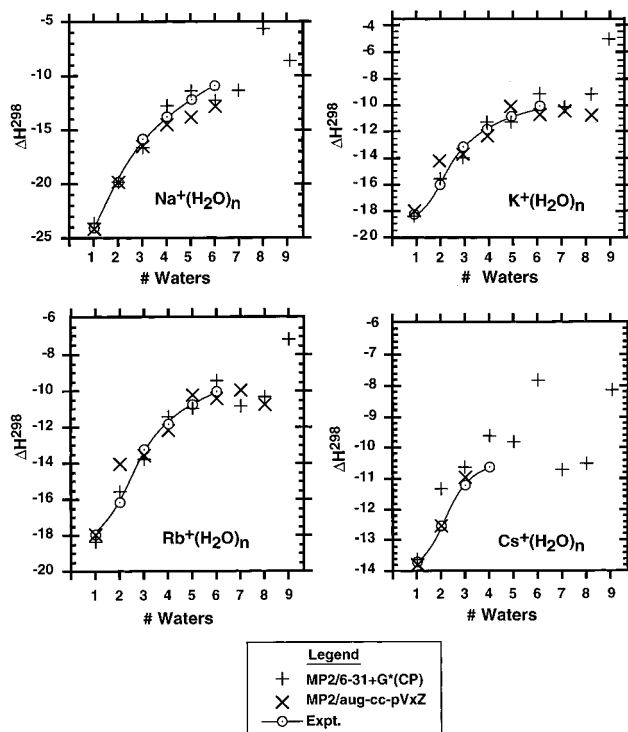 -5
-10
-15
-20
-25
ΔH²⁹⁸
Na⁺(H₂O)ₙ
1 2 3 4 5 6 7 8 9
# Waters
-4
-6
-8
-10
-12
-14
-16
-18
ΔH²⁹⁸
K⁺(H₂O)ₙ
1 2 3 4 5 6 7 8 9
# Waters
-6
-8
-10
-12
-14
-16
-18
-20
ΔH²⁹⁸
Rb⁺(H₂O)ₙ
1 2 3 4 5 6 7 8 9
# Waters
-6
-7
-8
-9
-10
-11
-12
-13
-14
ΔH²⁹⁸
Cs⁺(H₂O)ₙ
1 2 3 4 5 6 7 8 9
# Waters
Legend
MP2/6-31+G*(CP)
MP2/aug-cc-pVxZ
Expt.